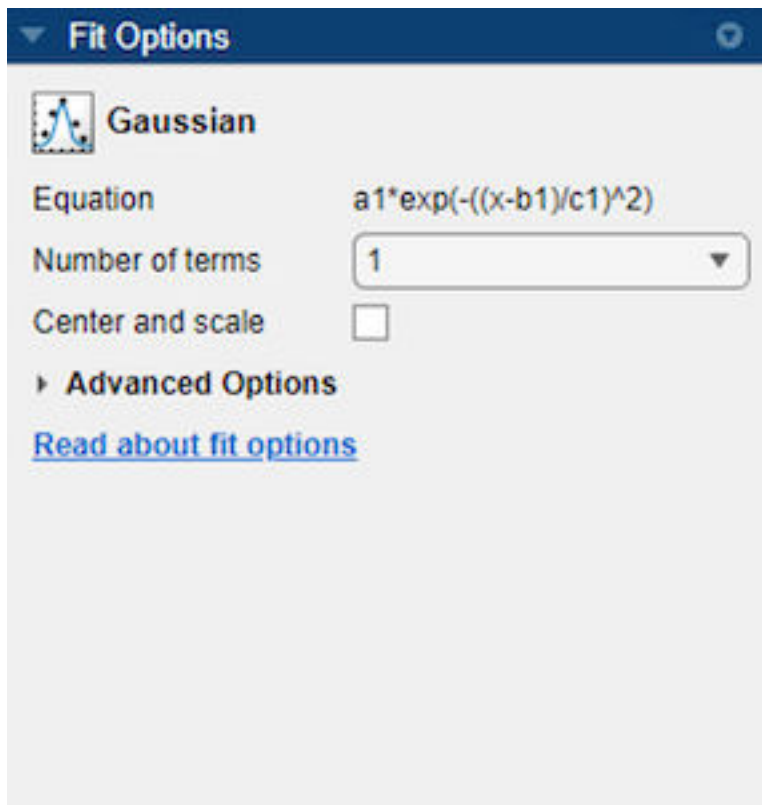 Fit Options
Gaussian
Equation a1*exp(-((x-b1)/c1)^2)
Number of terms 1
Center and scale
Advanced Options
Read about fit options